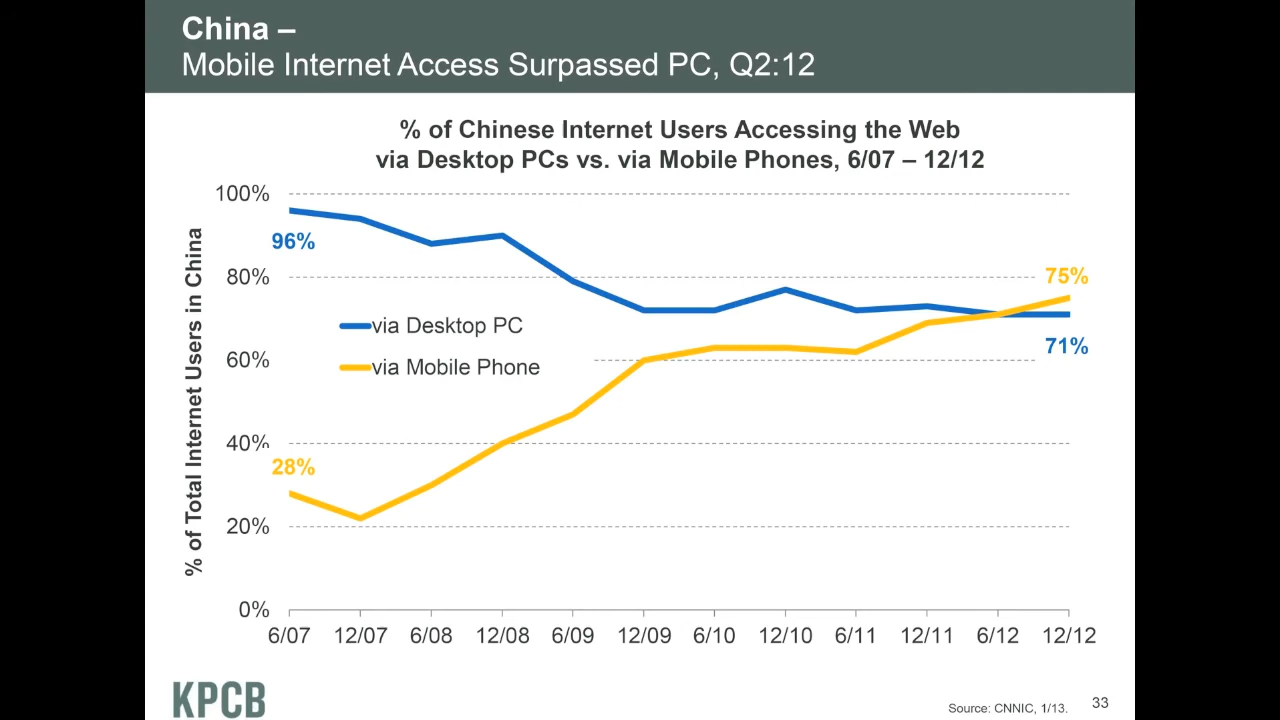 China –
Mobile Internet Access Surpassed PC, Q2:12
% of Chinese Internet Users Accessing the Web
via Desktop PCs vs. via Mobile Phones, 6/07 – 12/12
% of Total Internet Users in China
100%
80%
60%
40%
20%
0%
96%
28%
75%
71%
via Desktop PC
via Mobile Phone
6/07 12/07 6/08 12/08 6/09 12/09 6/10 12/10 6/11 12/11 6/12 12/12
KPCB
Source: CNNIC, 1/13.
33